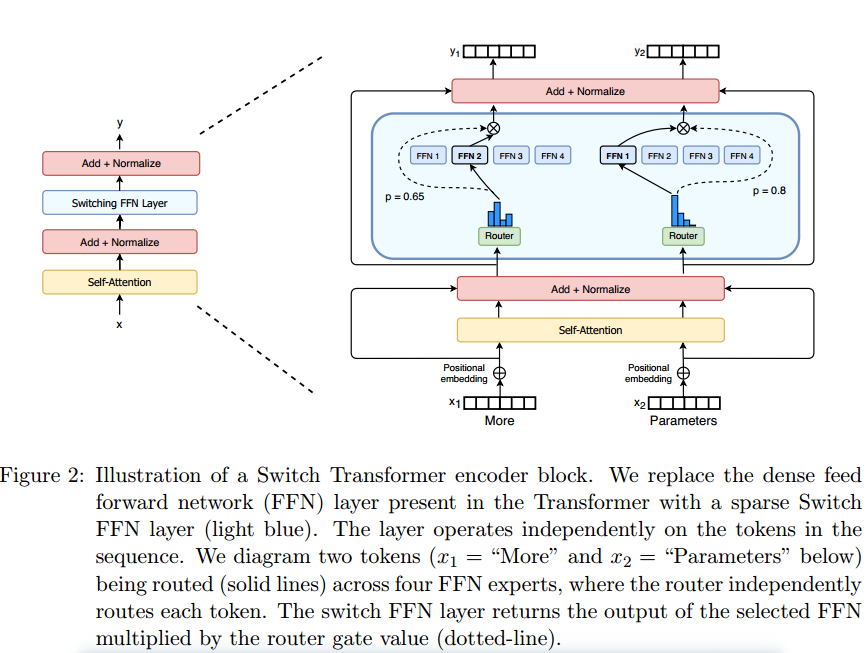 y
Add + Normalize
Switching FFN Layer
Add + Normalize
Self-Attention
x
y1
y2
Add + Normalize
FFN 1 FFN 2 FFN 3 FFN 4
FFN 1 FFN 2 FFN 3 FFN 4
p = 0.65
p = 0.8
Router
Router
Add + Normalize
Self-Attention
Positional
embedding
Positional
embedding
x1
x2
More
Parameters
Figure 2: Illustration of a Switch Transformer encoder block. We replace the dense feed
forward network (FFN) layer present in the Transformer with a sparse Switch
FFN layer (light blue). The layer operates independently on the tokens in the
sequence. We diagram two tokens (x1 = “More” and x2 = “Parameters” below)
being routed (solid lines) across four FFN experts, where the router independently
routes each token. The switch FFN layer returns the output of the selected FFN
multiplied by the router gate value (dotted-line).